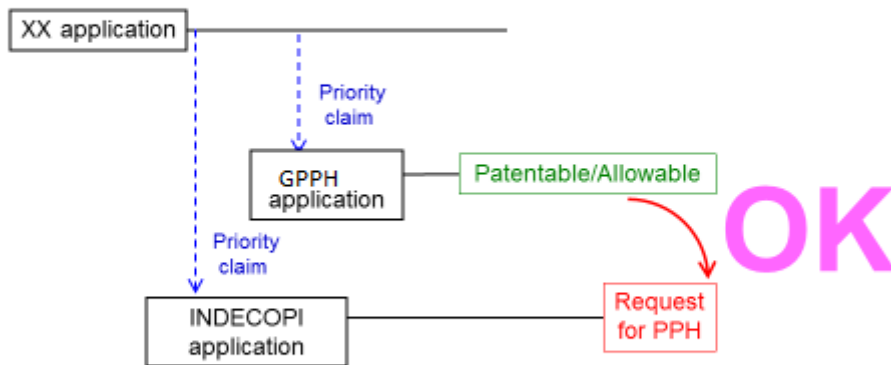 XX application
Priority
claim
GPPH
application
Patentable/Allowable
OK
Priority
claim
INDECOPI
application
Request
for PPH